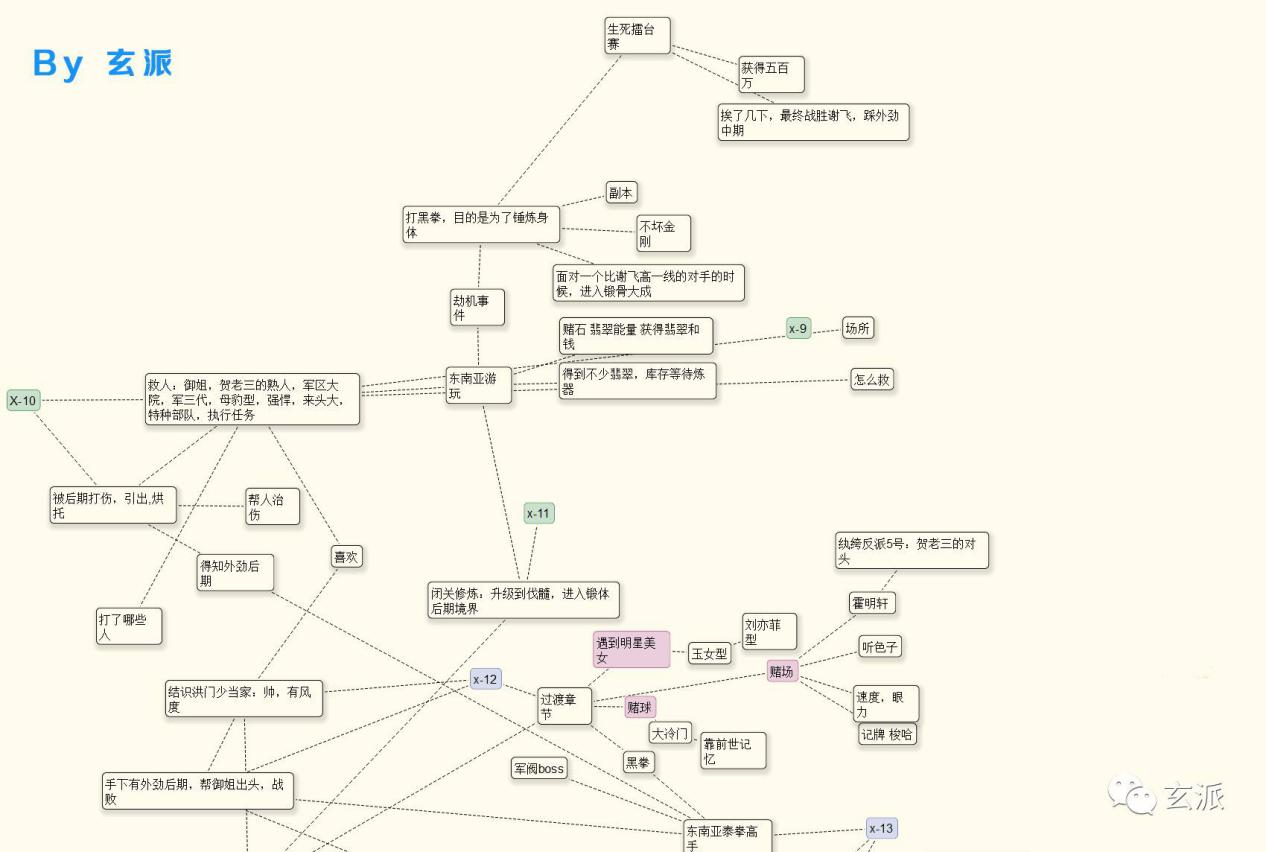 By 玄派
生死擂台
赛
获得五百
万
挨了几下，最终战胜谢飞，踩外劲
中期
副本
打黑拳，目的是为了锤炼身
体
不坏金
刚
面对一个比谢飞高一线的对手的时
候，进入锻骨大成
劫机事
件
赌石 翡翠能量 获得翡翠和
钱
x-9
场所
东南亚游
玩
得到不少翡翠，库存等待炼
器
怎么救
X-10
救人：御姐，贺老三的熟人，军区大
院，军三代，母豹型，强悍，来头大，
特种部队，执行任务
被后期打伤，引出,烘
托
帮人治
伤
x-11
得知外劲后
期
喜欢
纨绔反派5号：贺老三的对
头
闭关修炼：升级到伐髓，进入锻体
后期境界
霍明轩
打了哪些
人
遇到明星美
女
玉女型
刘亦菲
型
听色子
赌场
x-12
结识洪门少当家：帅，有风
度
过渡章
节
赌球
速度，眼
力
记牌 梭哈
大冷门
靠前世记
忆
军阀boss
黑拳
手下有外劲后期，帮御姐出头，战
败
玄派
东南亚泰拳高
手
x-13